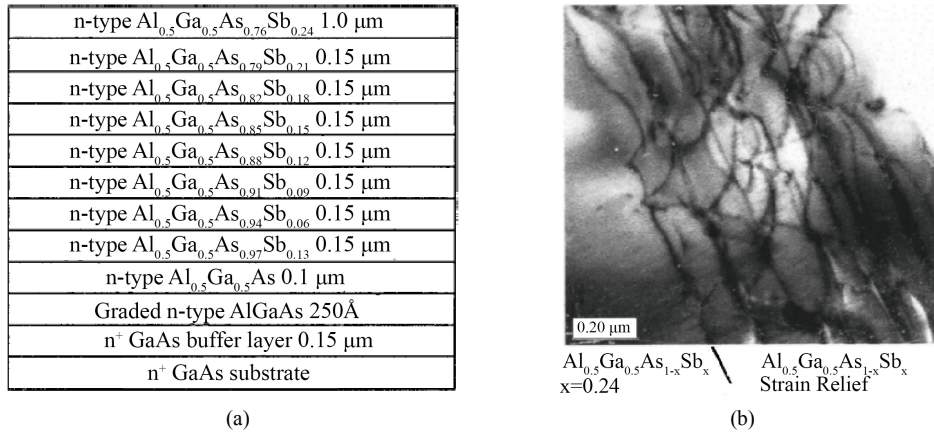 n-type Al₀.₅Ga₀.₅As₀.₇₆Sb₀.₂₄ 1.0 μm
n-type Al₀.₅Ga₀.₅As₀.₇₉Sb₀.₂₁ 0.15 μm
n-type Al₀.₅Ga₀.₅As₀.₈₂Sb₀.₁₈ 0.15 μm
n-type Al₀.₅Ga₀.₅As₀.₈₅Sb₀.₁₅ 0.15 μm
n-type Al₀.₅Ga₀.₅As₀.₈₈Sb₀.₁₂ 0.15 μm
n-type Al₀.₅Ga₀.₅As₀.₉₁Sb₀.₀₉ 0.15 μm
n-type Al₀.₅Ga₀.₅As₀.₉₄Sb₀.₀₆ 0.15 μm
n-type Al₀.₅Ga₀.₅As₀.₉₇Sb₀.₁₃ 0.15 μm
n-type Al₀.₅Ga₀.₅As 0.1 μm
Graded n-type AlGaAs 250Å
n⁺ GaAs buffer layer 0.15 μm
n⁺ GaAs substrate
(a)
0.20 μm
Al₀.₅Ga₀.₅As₁₋ₓSbₓ
x=0.24
Al₀.₅Ga₀.₅As₁₋ₓSbₓ
Strain Relief
(b)